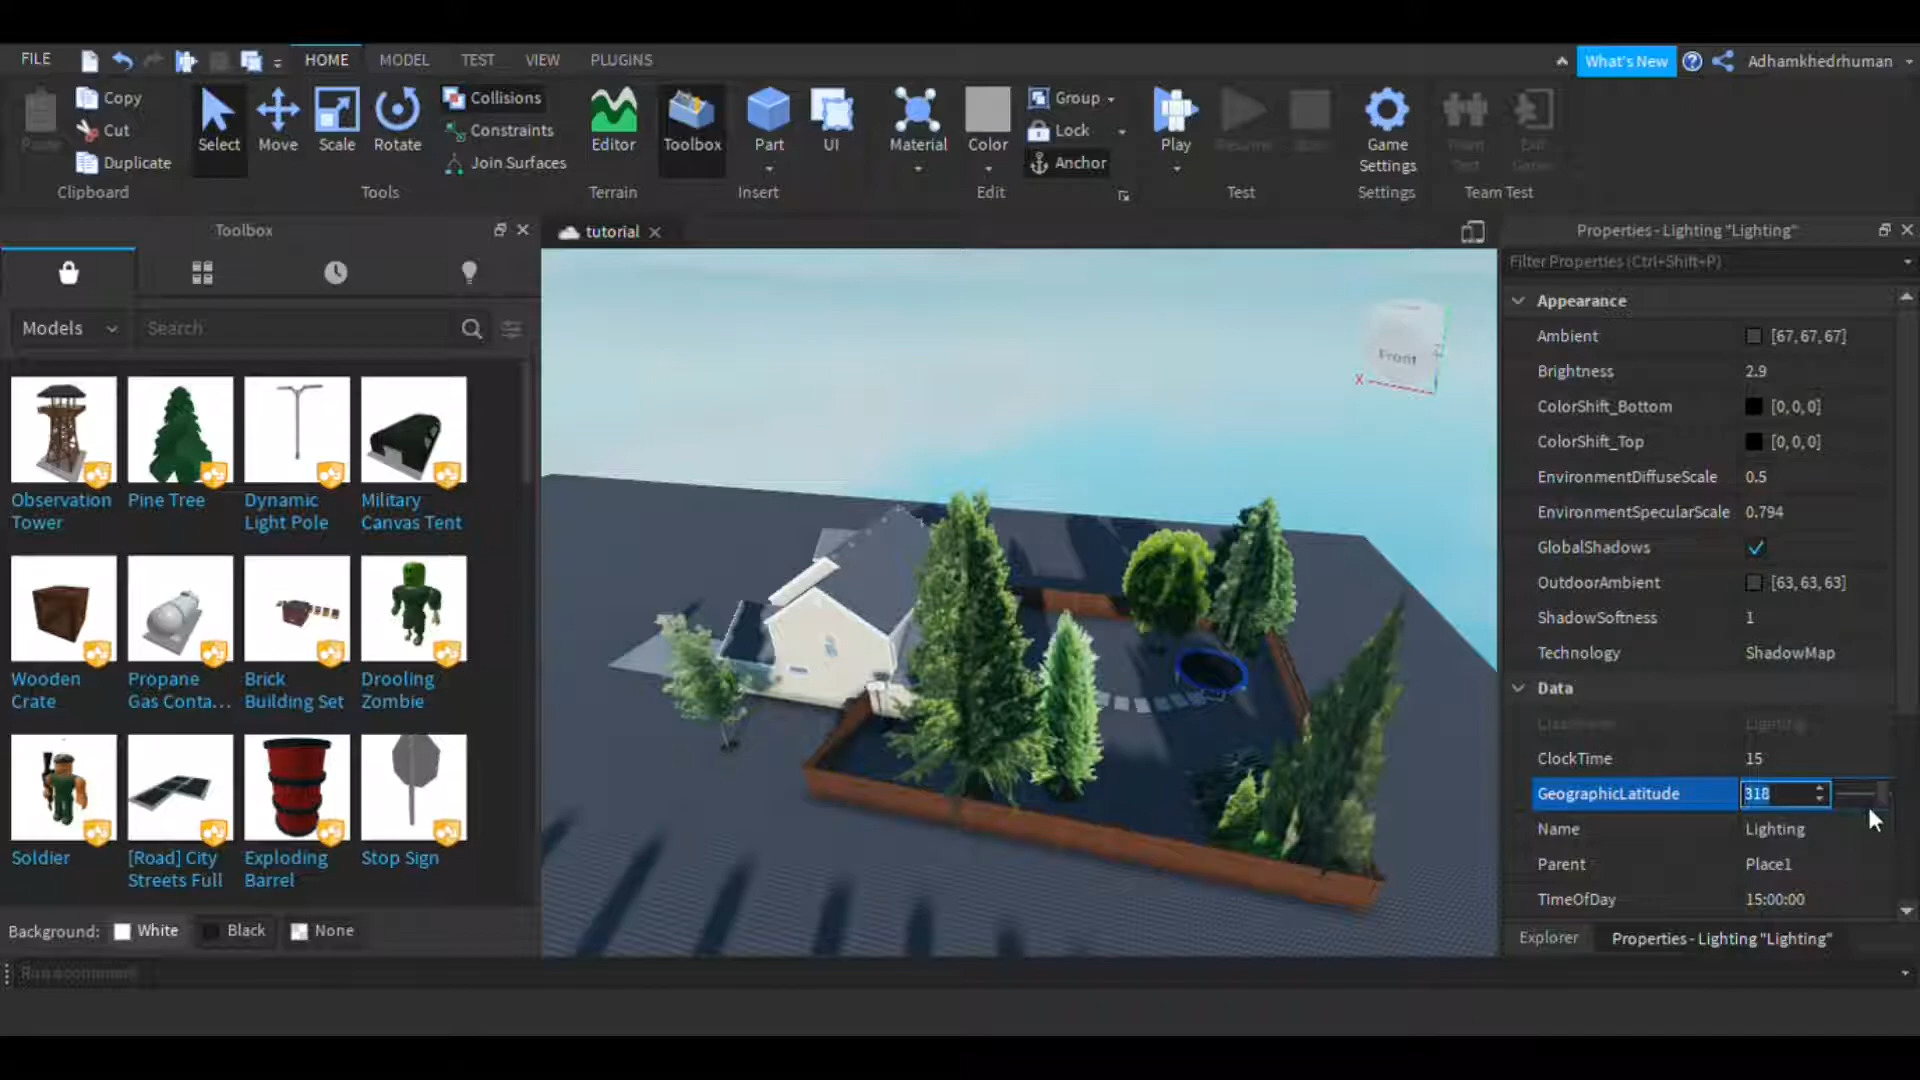 FILE
HOME
MODEL
TEST
VIEW
PLUGINS
What's New
Adhamkhedrhuman
Copy
Cut
Duplicate
Clipboard
Select
Move
Scale
Rotate
Collisions
Constraints
Join Surfaces
Tools
Editor
Terrain
Toolbox
Part
UI
Insert
Material
Color
Group
Lock
Anchor
Edit
Play
Test
Game
Settings
Settings
Team Test
Toolbox
tutorial
Models
Search
Observation
Tower
Pine Tree
Dynamic
Light Pole
Military
Canvas Tent
Wooden
Crate
Propane
Gas Conta...
Brick
Building Set
Drooling
Zombie
Soldier
[Road] City
Streets Full
Exploding
Barrel
Stop Sign
Background:
White
Black
None
Run a command
Front
X
Properties - Lighting "Lighting"
Filter Properties (Ctrl+Shift+P)
Appearance
Ambient [67, 67, 67]
Brightness 2.9
ColorShift_Bottom [0, 0, 0]
ColorShift_Top [0, 0, 0]
EnvironmentDiffuseScale 0.5
EnvironmentSpecularScale 0.794
GlobalShadows
OutdoorAmbient [63, 63, 63]
ShadowSoftness 1
Technology ShadowMap
Data
ClassName Lighting
ClockTime 15
GeographicLatitude 318
Name Lighting
Parent Place1
TimeOfDay 15:00:00
Explorer
Properties - Lighting "Lighting"